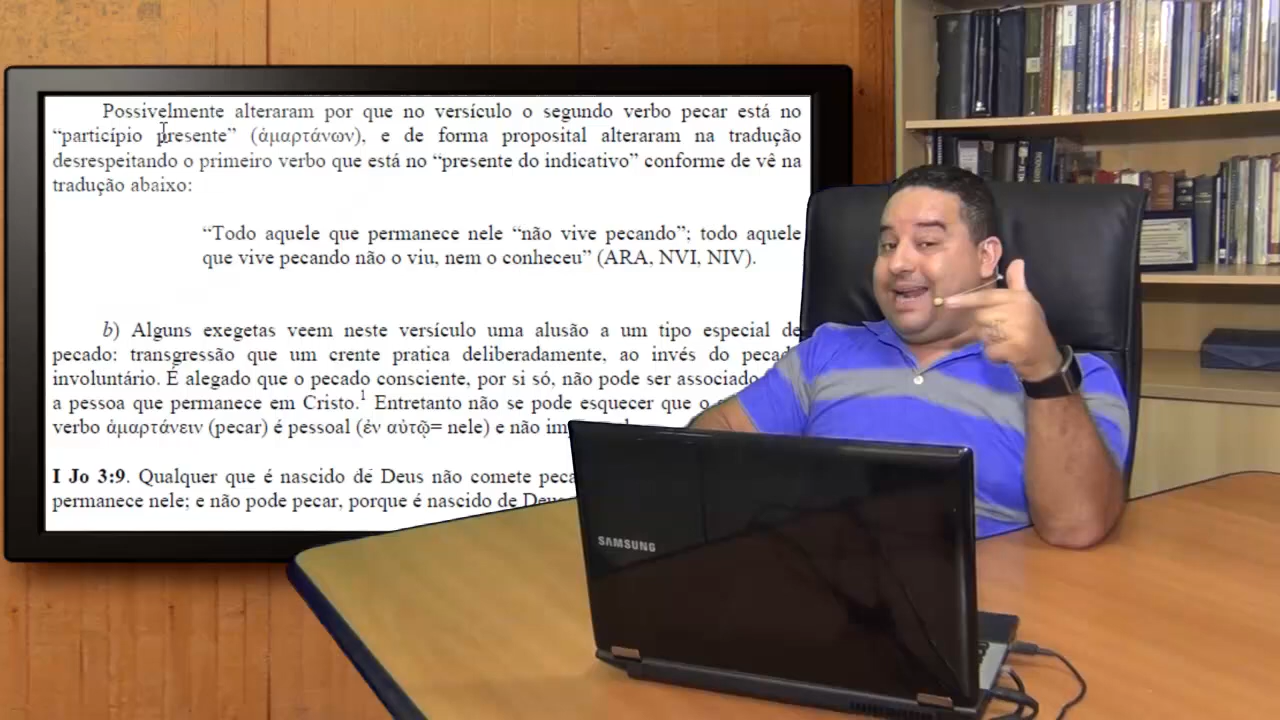 Possivelmente alteraram por que no versículo o segundo verbo pecar está no
“particípio presente” (ἁμαρτάνων), e de forma proposital alteraram na tradução
desrespeitando o primeiro verbo que está no “presente do indicativo” conforme de vê na
tradução abaixo:
“Todo aquele que permanece nele “não vive pecando”; todo aquele
que vive pecando não o viu, nem o conheceu” (ARA, NVI, NIV).
b) Alguns exegetas veem neste versículo uma alusão a um tipo especial de
pecado: transgressão que um crente pratica deliberadamente, ao invés do
involuntário. É alegado que o pecado consciente, por si só, não pode ser associado
a pessoa que permanece em Cristo.1 Entretanto não se pode esquecer que o
verbo ἁμαρτάνειν (pecar) é pessoal (ἐν αὐτῷ= nele) e não
I Jo 3:9. Qualquer que é nascido de Deus não comete
permanece nele; e não pode pecar, porque é nascido de Deus
SAMSUNG